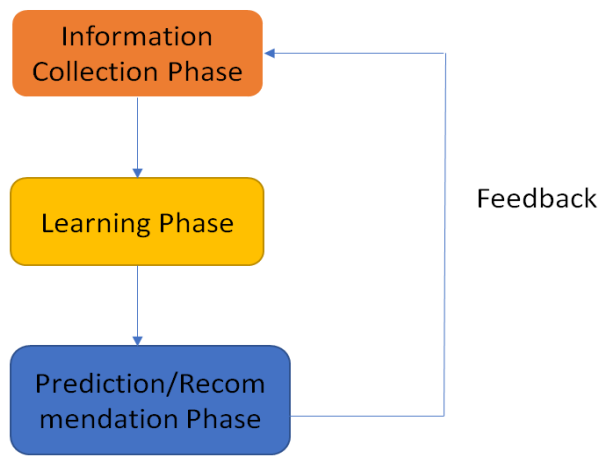 Information
Collection Phase
Learning Phase
Feedback
Prediction/Recom
mendation Phase